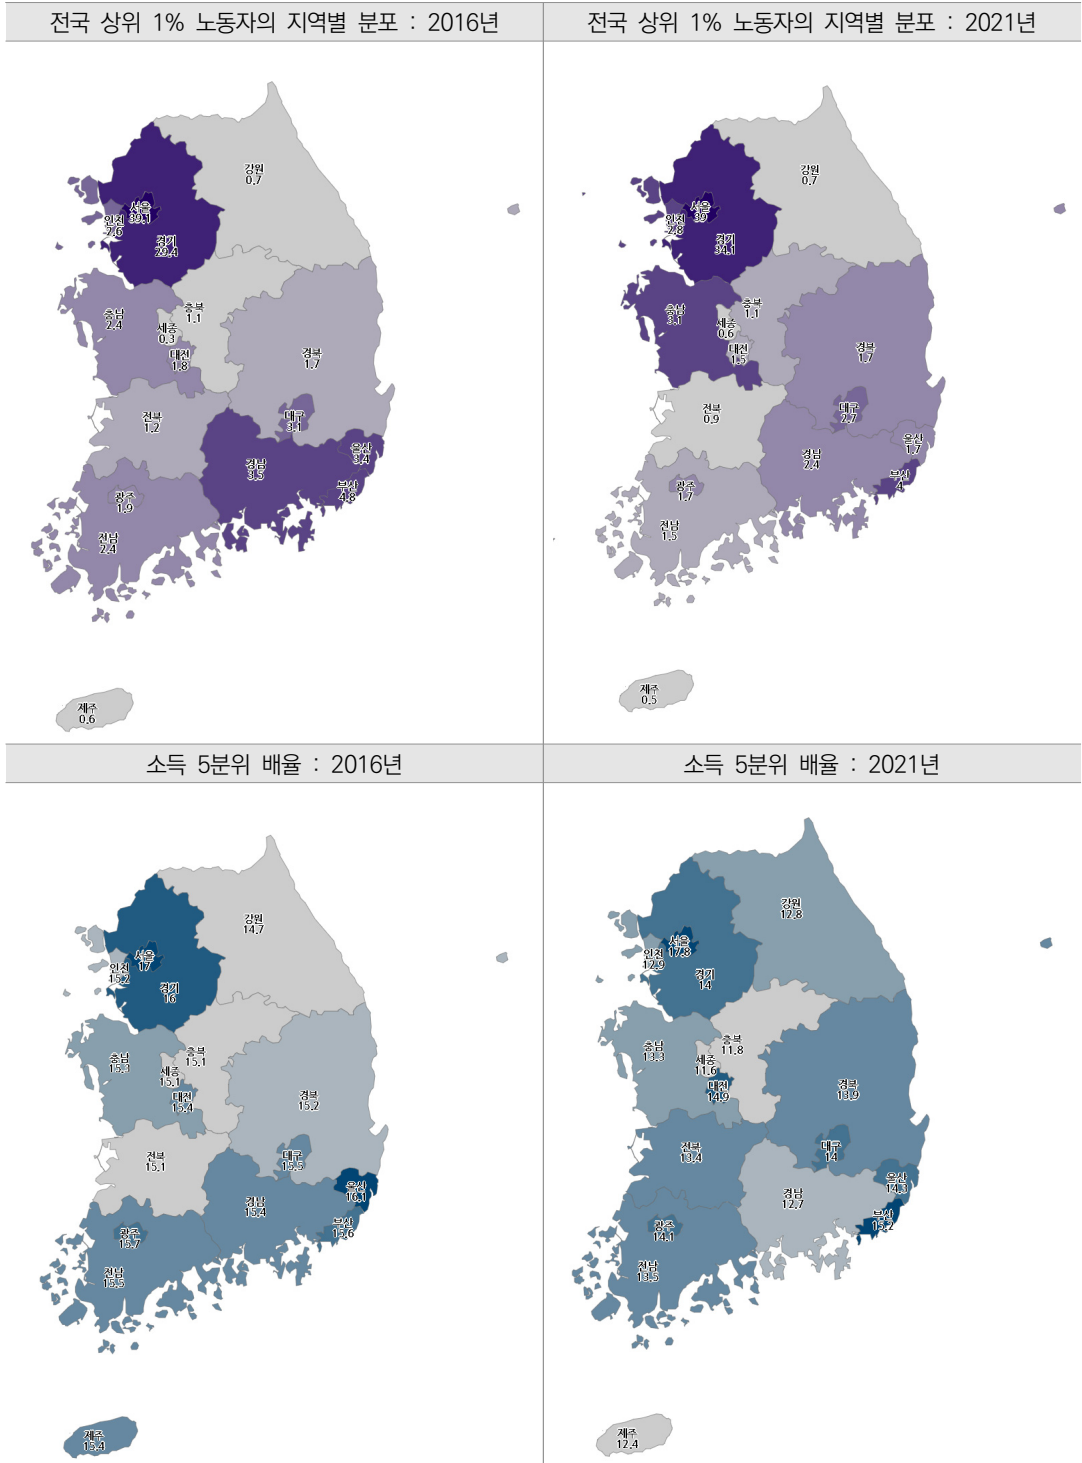 전국 상위 1% 노동자의 지역별 분포 : 2016년
전국 상위 1% 노동자의 지역별 분포 : 2021년
강원
0.7
서울
39.1
인천
2.6
경기
29.4
충남
2.4
충북
1.1
세종
0.3
대전
1.8
경북
1.7
전북
1.2
대구
3.1
경남
3.5
울산
3.4
부산
4.8
광주
1.9
전남
2.4
제주
0.6
강원
0.7
서울
39
인천
2.8
경기
34.1
충남
3.1
충북
1.1
세종
0.6
대전
1.5
경북
1.7
전북
0.9
대구
2.7
경남
2.4
울산
1.7
부산
4
광주
1.7
전남
1.5
제주
0.5
소득 5분위 배율 : 2016년
소득 5분위 배율 : 2021년
강원
14.7
서울
17
인천
15.2
경기
16
충남
15.3
충북
15.1
세종
15.1
대전
15.4
경북
15.2
전북
15.1
대구
15.5
경남
15.4
울산
16.1
부산
15.6
광주
15.7
전남
15.5
제주
15.4
강원
12.8
서울
17.8
인천
12.9
경기
14
충남
13.3
충북
11.8
세종
11.6
대전
14.9
경북
13.9
전북
13.4
대구
14
경남
12.7
울산
14.3
부산
15.2
광주
14.1
전남
13.5
제주
12.4